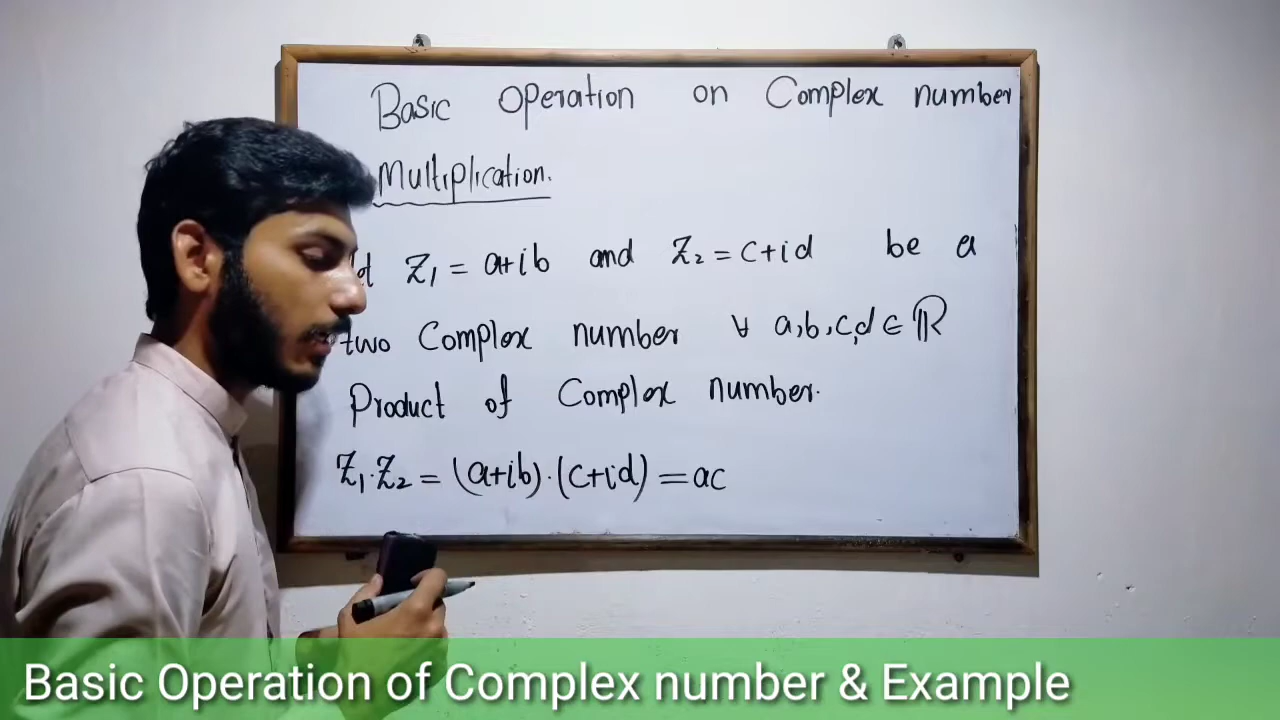 Basic Operation on Complex number
Multiplication.
Z₁ = a+ib and Z₂ = c+id be a
two Complex number ∀ a,b,c,d ∈ ℝ
Product of Complex number.
Z₁.Z₂ = (a+ib).(c+id) = ac
Basic Operation of Complex number & Example